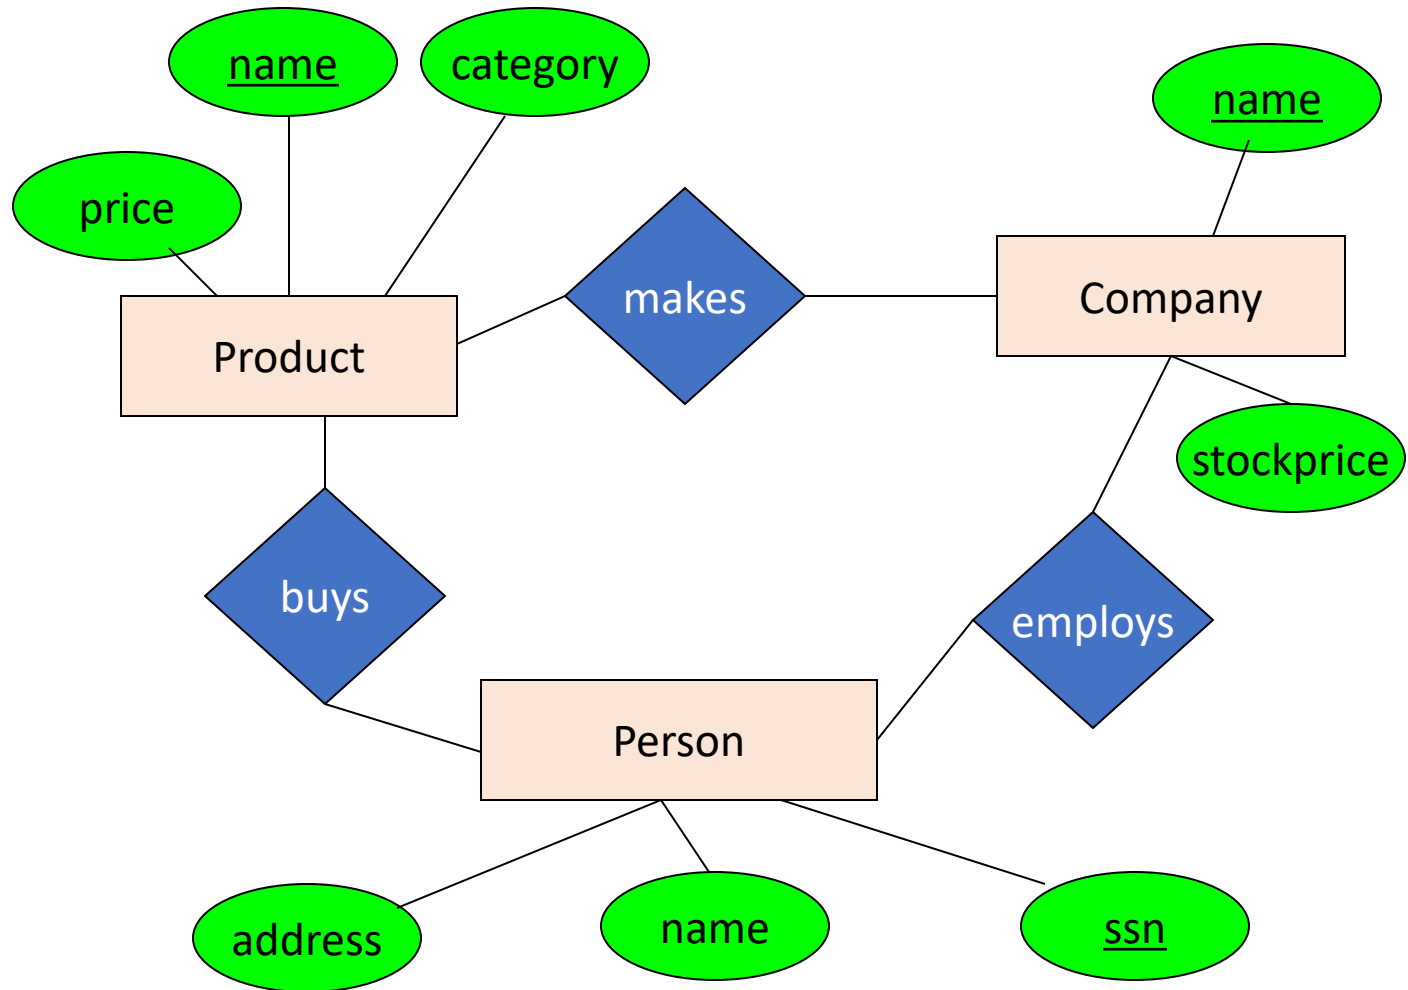 name
category
name
price
makes
Company
Product
stockprice
buys
employs
Person
address
name
ssn